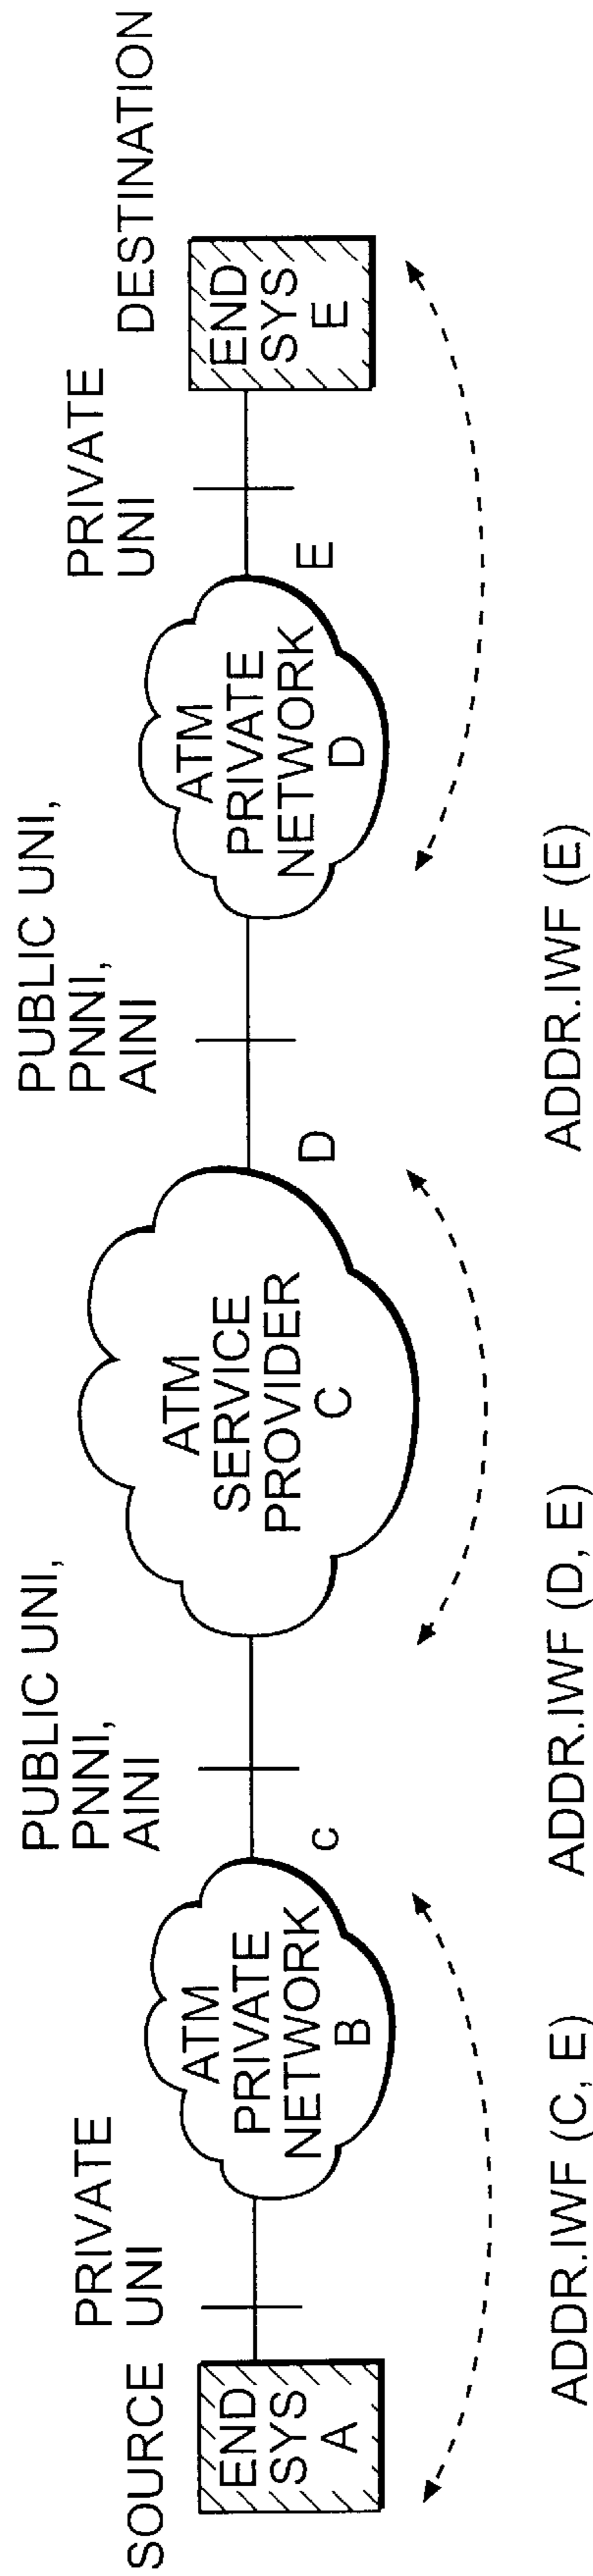 SOURCE
PRIVATE
UNI
PUBLIC UNI,
PNNI,
AINI
PUBLIC UNI,
PNNI,
AINI
PRIVATE
UNI
DESTINATION
END
SYS
A
ATM
PRIVATE
NETWORK
B
C
ATM
SERVICE
PROVIDER
C
D
ATM
PRIVATE
NETWORK
D
E
END
SYS
E
ADDR.IWF (C, E)
ADDR.IWF (D, E)
ADDR.IWF (E)